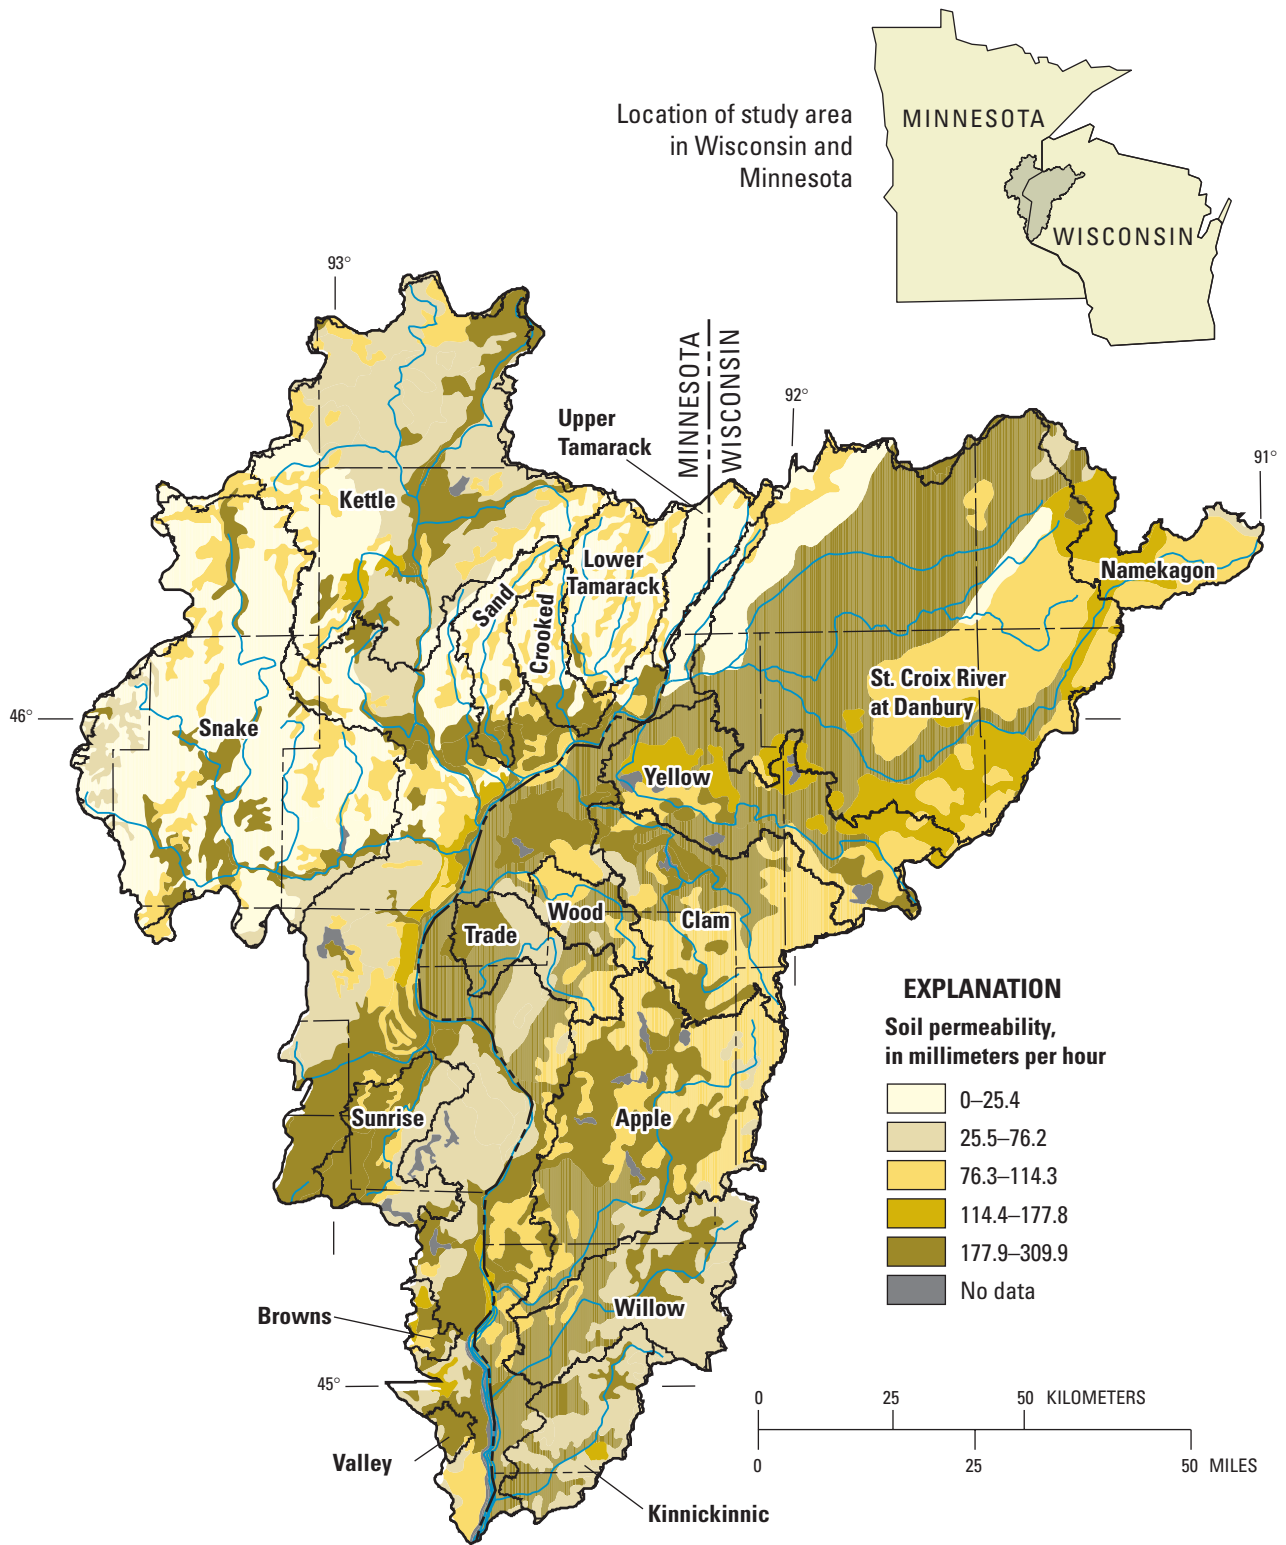 Location of study area
in Wisconsin and
Minnesota
MINNESOTA
WISCONSIN
93°
MINNESOTA
WISCONSIN
92°
91°
Upper
Tamarack
Kettle
Lower
Tamarack
Sand
Crooked
Namekagon
St. Croix River
at Danbury
46°
Snake
Yellow
Wood
Clam
Trade
Sunrise
Apple
EXPLANATION
Soil permeability,
in millimeters per hour
0–25.4
25.5–76.2
76.3–114.3
114.4–177.8
177.9–309.9
No data
Browns
Willow
45°
0 25 50 KILOMETERS
0 25 50 MILES
Valley
Kinnickinnic